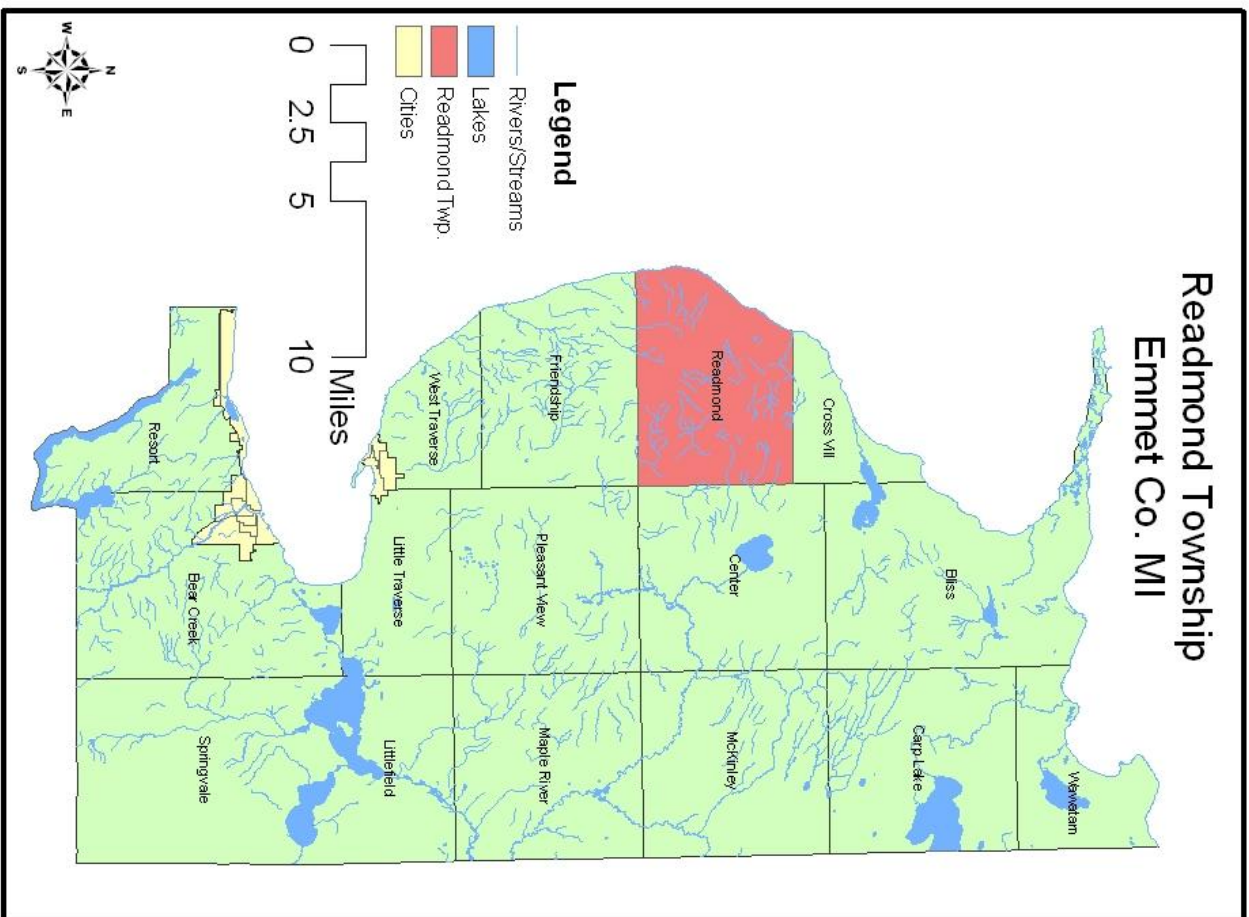 Readmond Township
Emmet Co. MI
Legend
Rivers/Streams
Lakes
Readmond Twp.
Cities
0 2.5 5 10
Miles
N
W
E
S
Wawatam
Bliss
Carp Lake
Cross Vill
Readmond
Center
McKinley
Friendship
Pleasant View
Maple River
West Traverse
Little Traverse
Littlefield
Resort
Bear Creek
Springvale